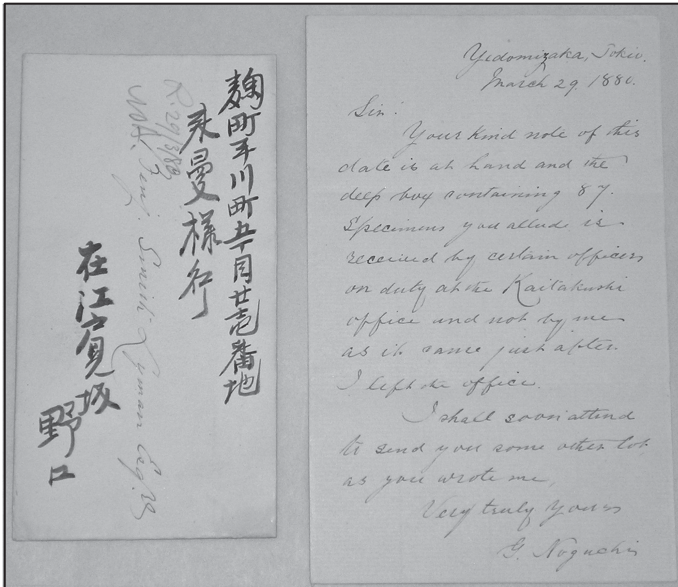 麹町平川町五丁目廿壱番地
来曼様行
R. 29/3/80
Benj. Smith Lyman Esq.
在江戸見坂
野口
Yidomizaka, Tokio.
March 29, 1880.
Sir:
Your kind note of this
date is at hand and the
deep box containing 87.
Specimens you allude is
received by certain officers
on duty at the Kaitakushi
office and not by me
as it came just after
I left the office.
I shall soon attend
to send you some other lot
as you wrote me,
Very truly Yours
G. Noguchi